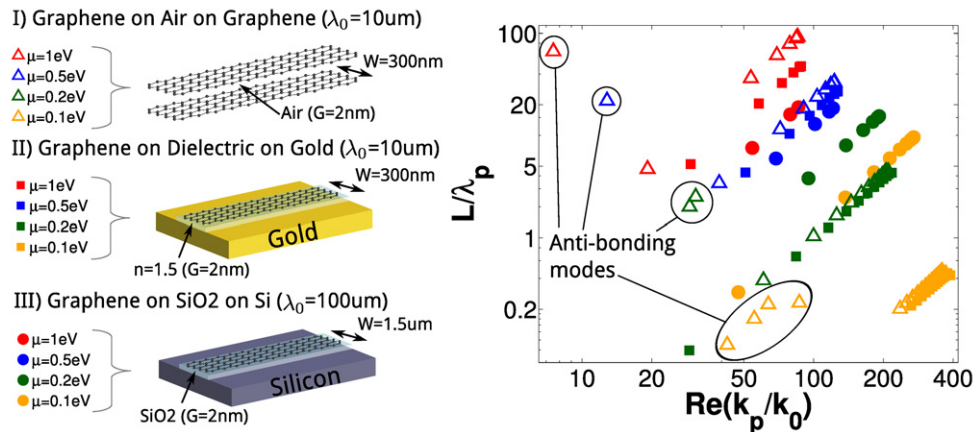 I) Graphene on Air on Graphene (λ₀=10um)
μ=1eV
μ=0.5eV
μ=0.2eV
μ=0.1eV
W=300nm
Air (G=2nm)
II) Graphene on Dielectric on Gold (λ₀=10um)
μ=1eV
μ=0.5eV
μ=0.2eV
μ=0.1eV
W=300nm
Gold
n=1.5 (G=2nm)
III) Graphene on SiO2 on Si (λ₀=100um)
μ=1eV
μ=0.5eV
μ=0.2eV
μ=0.1eV
W=1.5um
Silicon
SiO2 (G=2nm)
L/λₚ
100
20
5
1
0.2
Anti-bonding
modes
10 20 50 100 200 400
Re(kₚ/k₀)